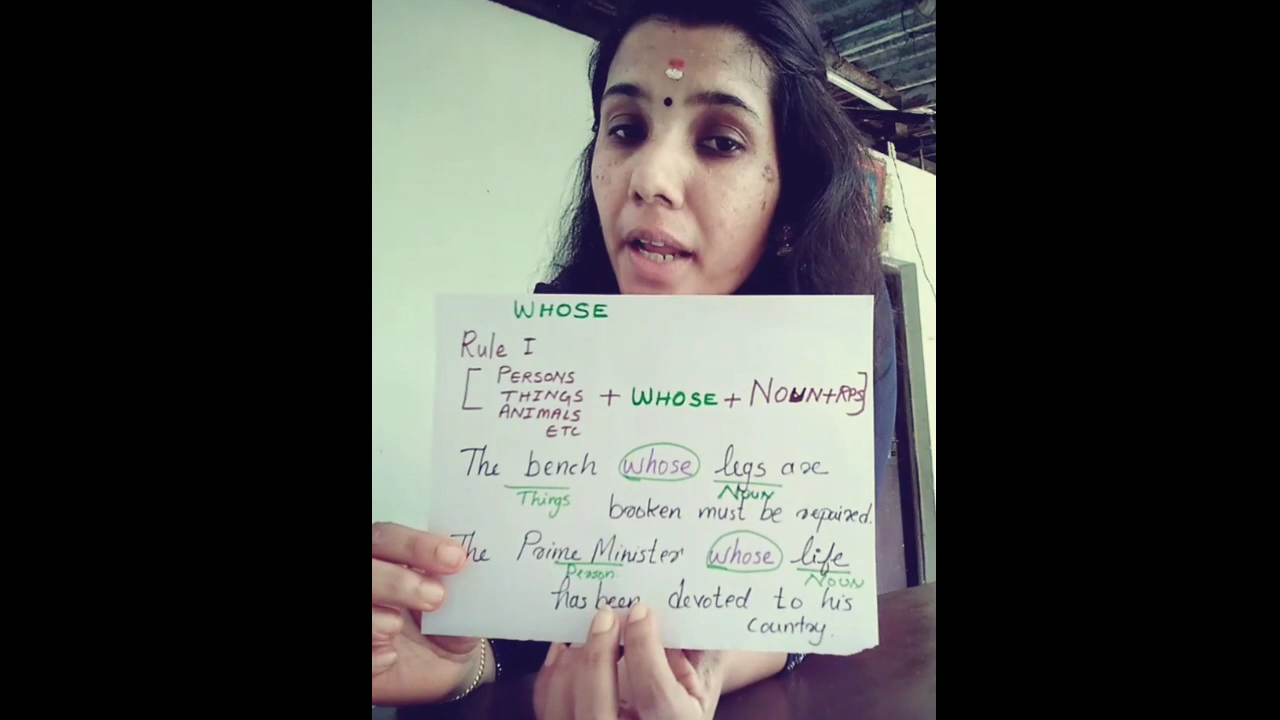 WHOSE
Rule I
[ PERSONS
THINGS + WHOSE + NOUN+RPS]
ANIMALS
ETC
The bench whose legs are
Things NOUN
broken must be repaired.
The Prime Minister whose life
Person. NOUN
has been devoted to his
Country.